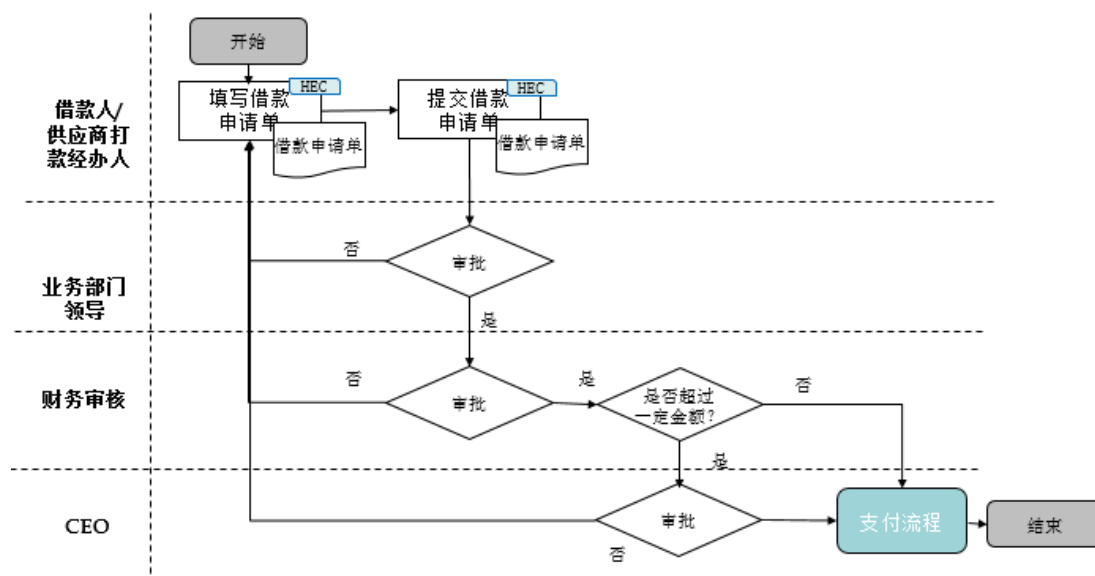 开始
HEC
填写借款
申请单
借款申请单
HEC
提交借款
申请单
借款申请单
借款人/
供应商打
款经办人
否
审批
业务部门
领导
是
否
审批
是
是否超过
一定金额?
否
财务审核
是
CEO
审批
否
支付流程
结束